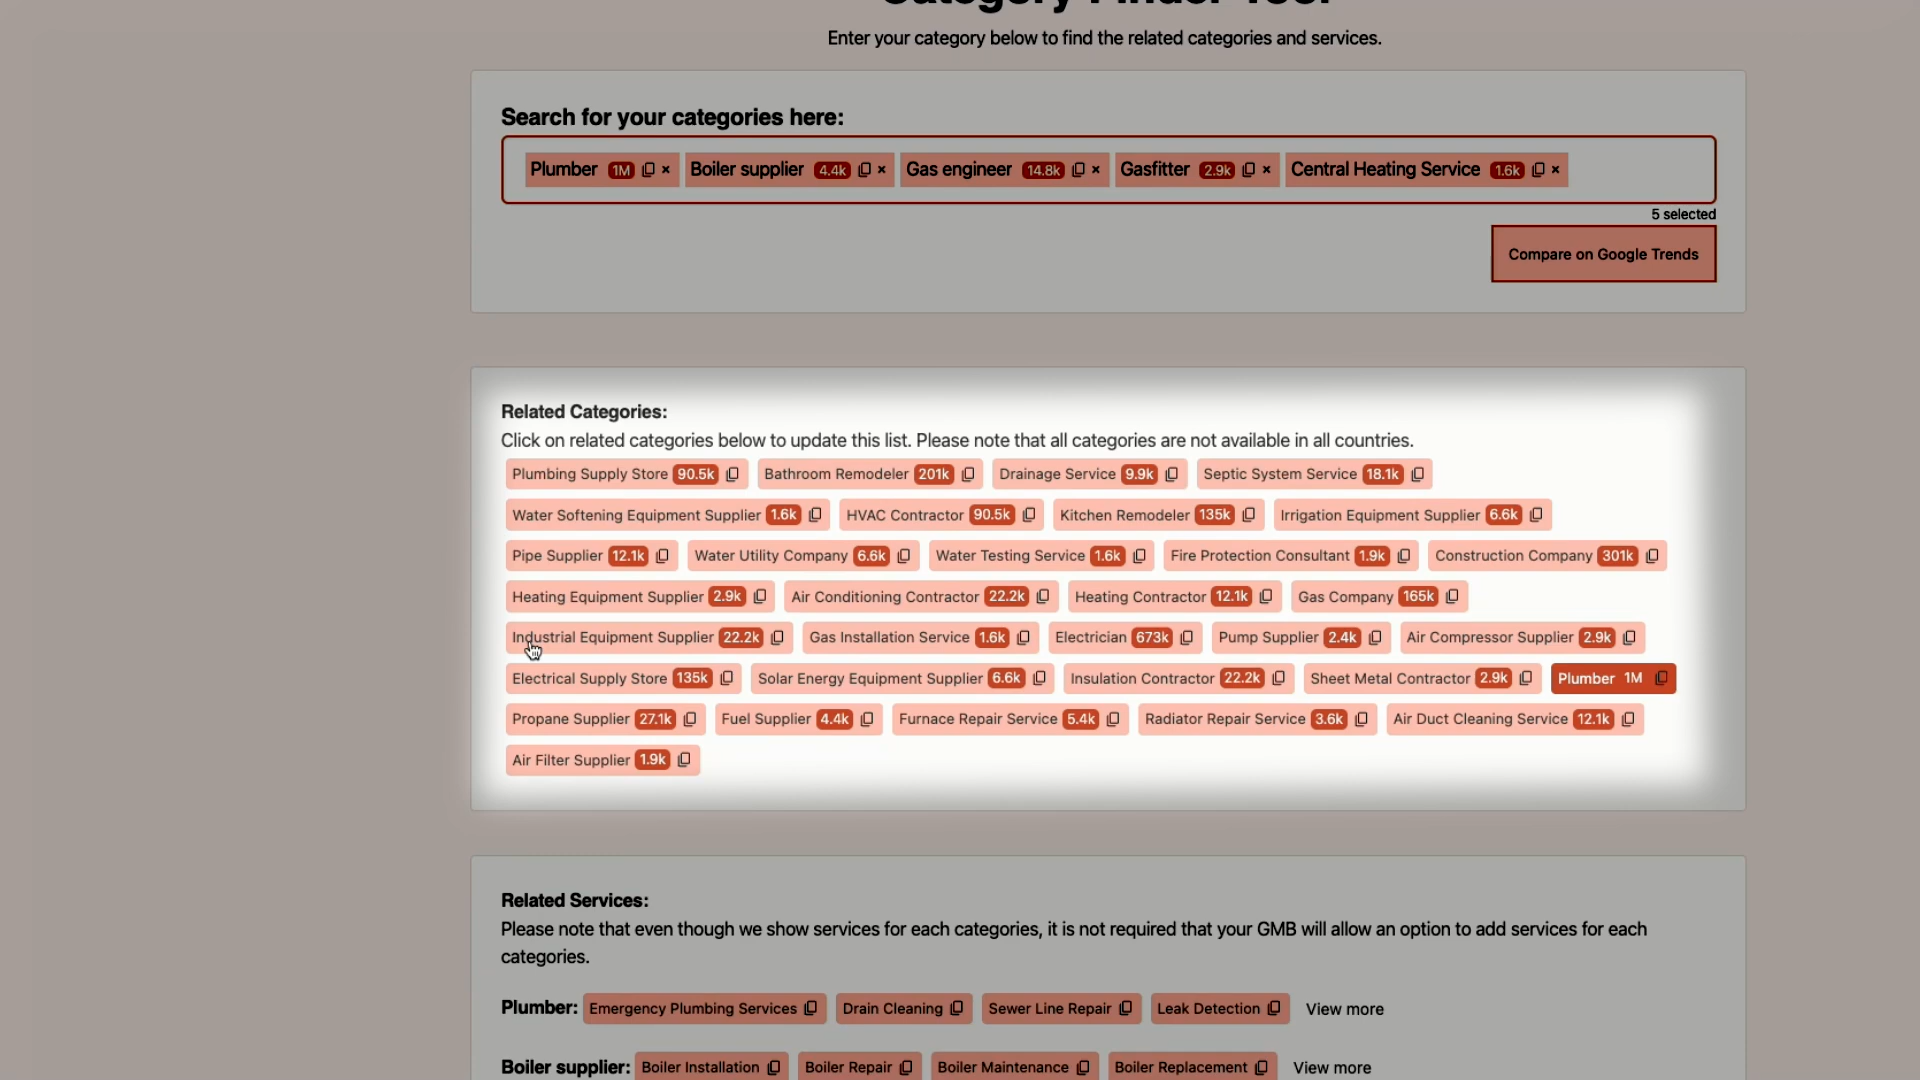 Category Finder Tool
Enter your category below to find the related categories and services.
Search for your categories here:
Plumber 1M × Boiler supplier 4.4k × Gas engineer 14.8k × Gasfitter 2.9k × Central Heating Service 1.6k ×
5 selected
Compare on Google Trends
Related Categories:
Click on related categories below to update this list. Please note that all categories are not available in all countries.
Plumbing Supply Store 90.5k Bathroom Remodeler 201k Drainage Service 9.9k Septic System Service 18.1k
Water Softening Equipment Supplier 1.6k HVAC Contractor 90.5k Kitchen Remodeler 135k Irrigation Equipment Supplier 6.6k
Pipe Supplier 12.1k Water Utility Company 6.6k Water Testing Service 1.6k Fire Protection Consultant 1.9k Construction Company 301k
Heating Equipment Supplier 2.9k Air Conditioning Contractor 22.2k Heating Contractor 12.1k Gas Company 165k
Industrial Equipment Supplier 22.2k Gas Installation Service 1.6k Electrician 673k Pump Supplier 2.4k Air Compressor Supplier 2.9k
Electrical Supply Store 135k Solar Energy Equipment Supplier 6.6k Insulation Contractor 22.2k Sheet Metal Contractor 2.9k Plumber 1M
Propane Supplier 27.1k Fuel Supplier 4.4k Furnace Repair Service 5.4k Radiator Repair Service 3.6k Air Duct Cleaning Service 12.1k
Air Filter Supplier 1.9k
Related Services:
Please note that even though we show services for each categories, it is not required that your GMB will allow an option to add services for each
categories.
Plumber: Emergency Plumbing Services Drain Cleaning Sewer Line Repair Leak Detection View more
Boiler supplier: Boiler Installation Boiler Repair Boiler Maintenance Boiler Replacement View more